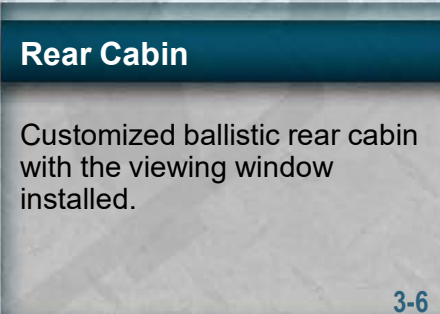 Rear Cabin
Customized ballistic rear cabin
with the viewing window
installed.
3-6